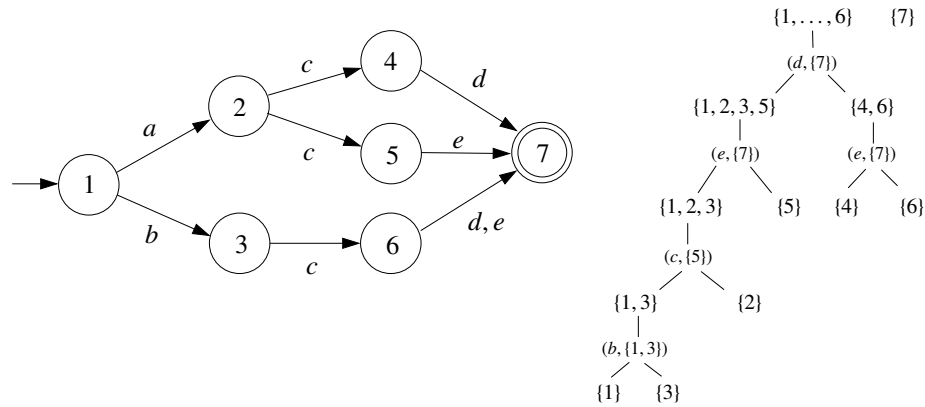 a
b
c
c
c
d
e
d, e
1
2
3
4
5
6
7
{1, . . . , 6} {7}
(d, {7})
{1, 2, 3, 5} {4, 6}
(e, {7}) (e, {7})
{1, 2, 3} {5} {4} {6}
(c, {5})
{1, 3} {2}
(b, {1, 3})
{1} {3}